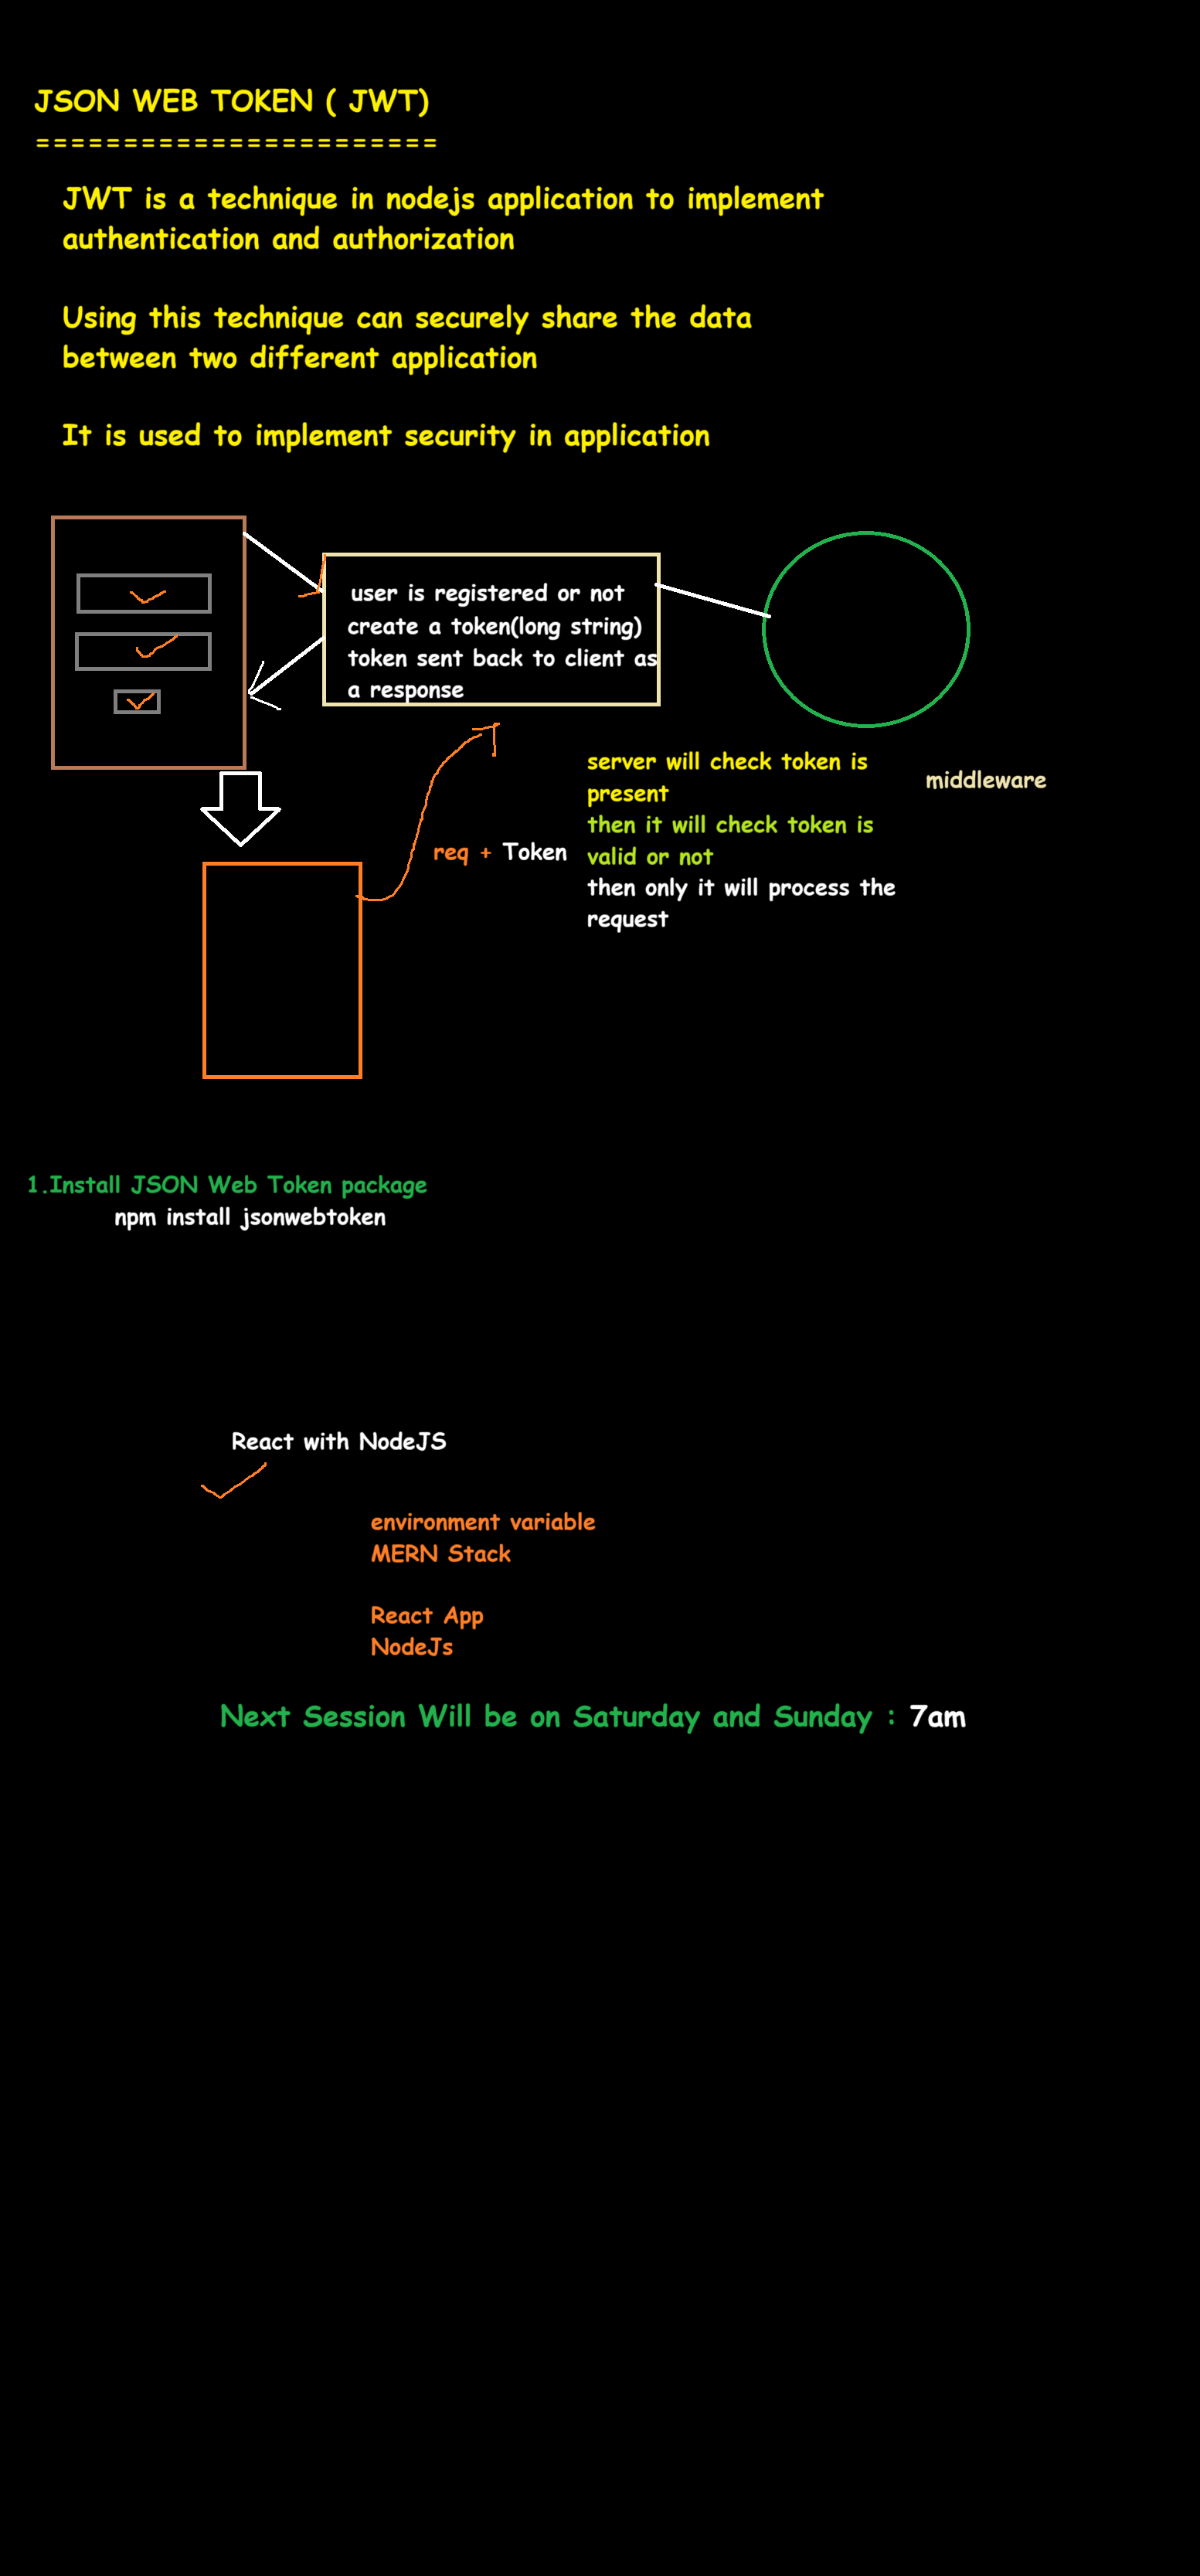 JSON WEB TOKEN ( JWT)
=======================
JWT is a technique in nodejs application to implement
authentication and authorization
Using this technique can securely share the data
between two different application
It is used to implement security in application
user is registered or not
create a token(long string)
token sent back to client as
a response
server will check token is
present
then it will check token is
valid or not
then only it will process the
request
middleware
req + Token
1.Install JSON Web Token package
npm install jsonwebtoken
React with NodeJS
environment variable
MERN Stack
React App
NodeJs
Next Session Will be on Saturday and Sunday : 7am